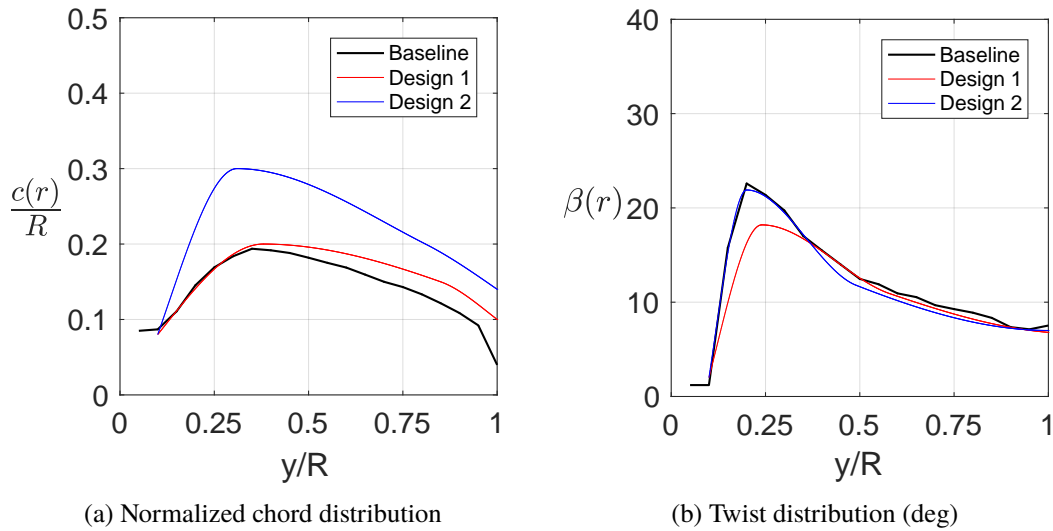 0.5
0.4
0.3
0.2
0.1
0
c(r)
R
0
0.25
0.5
0.75
1
y/R
Baseline
Design 1
Design 2
(a) Normalized chord distribution
40
30
20
10
0
β(r)
0
0.25
0.5
0.75
1
y/R
Baseline
Design 1
Design 2
(b) Twist distribution (deg)